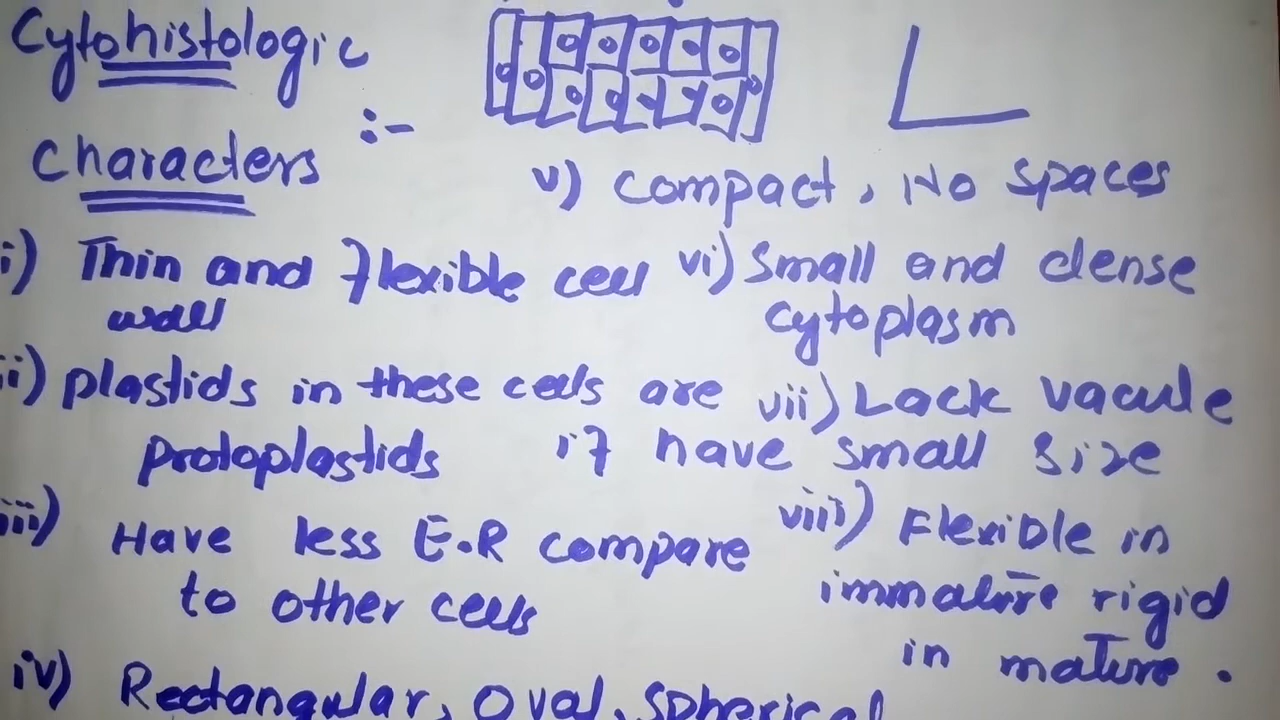 Cytohistologic
characters :-
i) Thin and flexible cell
wall
ii) plastids in these cells are
protoplastids
iii) Have less E.R compare
to other cells
iv) Rectangular, Oval, Spherical
v) compact, No spaces
vi) Small and dense
cytoplasm
vii) Lack vacule
if have small size
viii) Flexible in
immature rigid
in mature.